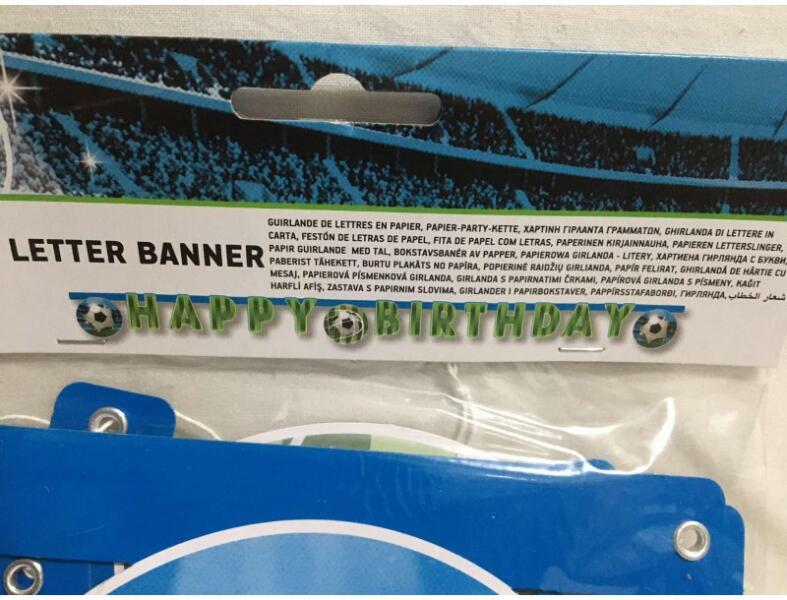 LETTER BANNER
GUIRLANDE DE LETTRES EN PAPIER, PAPIER-PARTY-KETTE, ΧΑΡΤΙΝΗ ΓΙΡΛΑΝΤΑ ΓΡΑΜΜΑΤΩΝ, GHIRLANDA DI LETTERE IN
CARTA, FESTÓN DE LETRAS DE PAPEL, FITA DE PAPEL COM LETRAS, PAPERINEN KIRJAINNAUHA, PAPIEREN LETTERSLINGER,
PAPIR GUIRLANDE MED TAL, BOKSTAVSBANÉR AV PAPPER, PAPIEROWA GIRLANDA - LITERY, ХАРТИЕНА ГИРЛЯНДА С БУКВИ,
PABERIST TÄHEKETT, BURTU PLAKĀTS NO PAPĪRA, POPIERINĖ RAIDŽIŲ GIRLIANDA, PAPÍR FELIRAT, GHIRLANDĂ DE HÂRTIE CU
MESAJ, PAPIEROVÁ PÍSMENKOVÁ GIRLANDA, GIRLANDA S PAPIRNATIMI ČRKAMI, PAPÍROVÁ GIRLANDA S PÍSMENY, KAĞIT
HARFLİ AFİŞ, ZASTAVA S PAPIRNIM SLOVIMA, GIRLANDER I PAPIRBOKSTAVER, PAPPÍRSSTAFABORÐI, ГИРЛЯНДА, شعار الخطاب
HAPPY BIRTHDAY